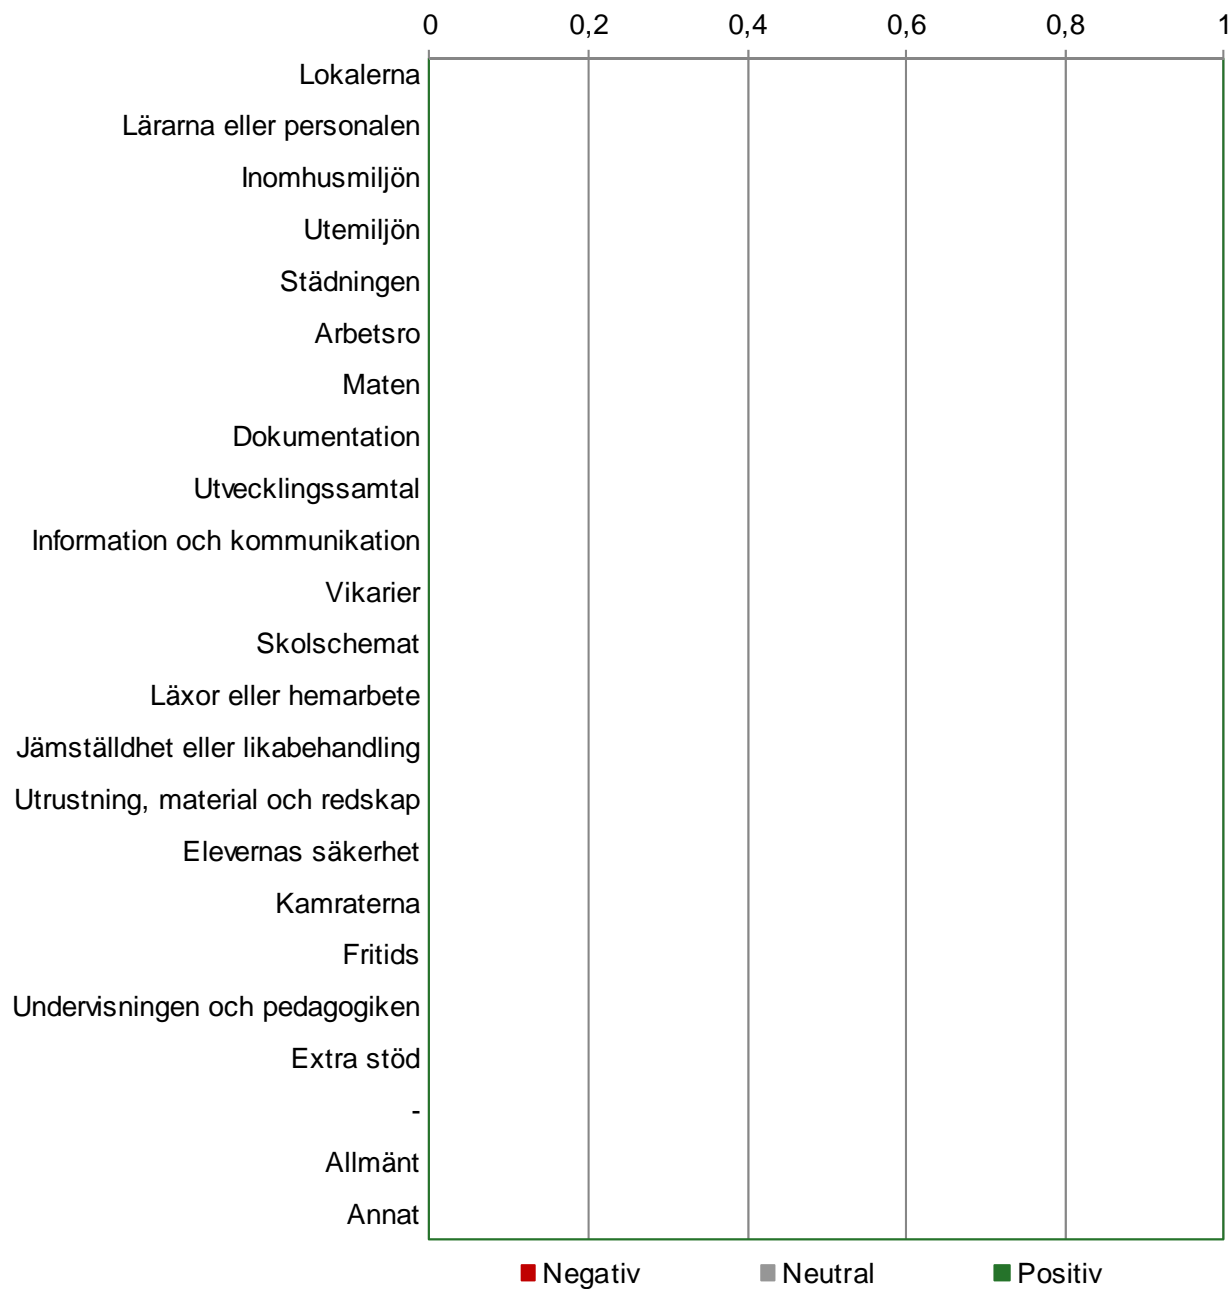 0 0,2 0,4 0,6 0,8 1
Lokalerna
Lärarna eller personalen
Inomhusmiljön
Utemiljön
Städningen
Arbetsro
Maten
Dokumentation
Utvecklingssamtal
Information och kommunikation
Vikarier
Skolschemat
Läxor eller hemarbete
Jämställdhet eller likabehandling
Utrustning, material och redskap
Elevernas säkerhet
Kamraterna
Fritids
Undervisningen och pedagogiken
Extra stöd
-
Allmänt
Annat
Negativ Neutral Positiv